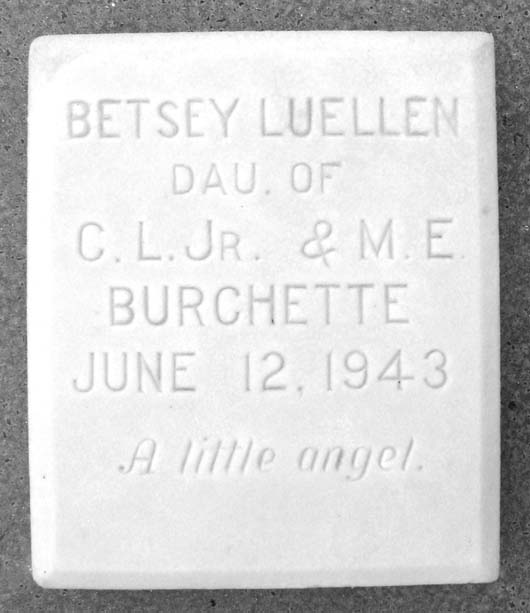 BETSEY LUELLEN
DAU. OF
C. L. JR. & M. E.
BURCHETTE
JUNE 12, 1943
A little angel.